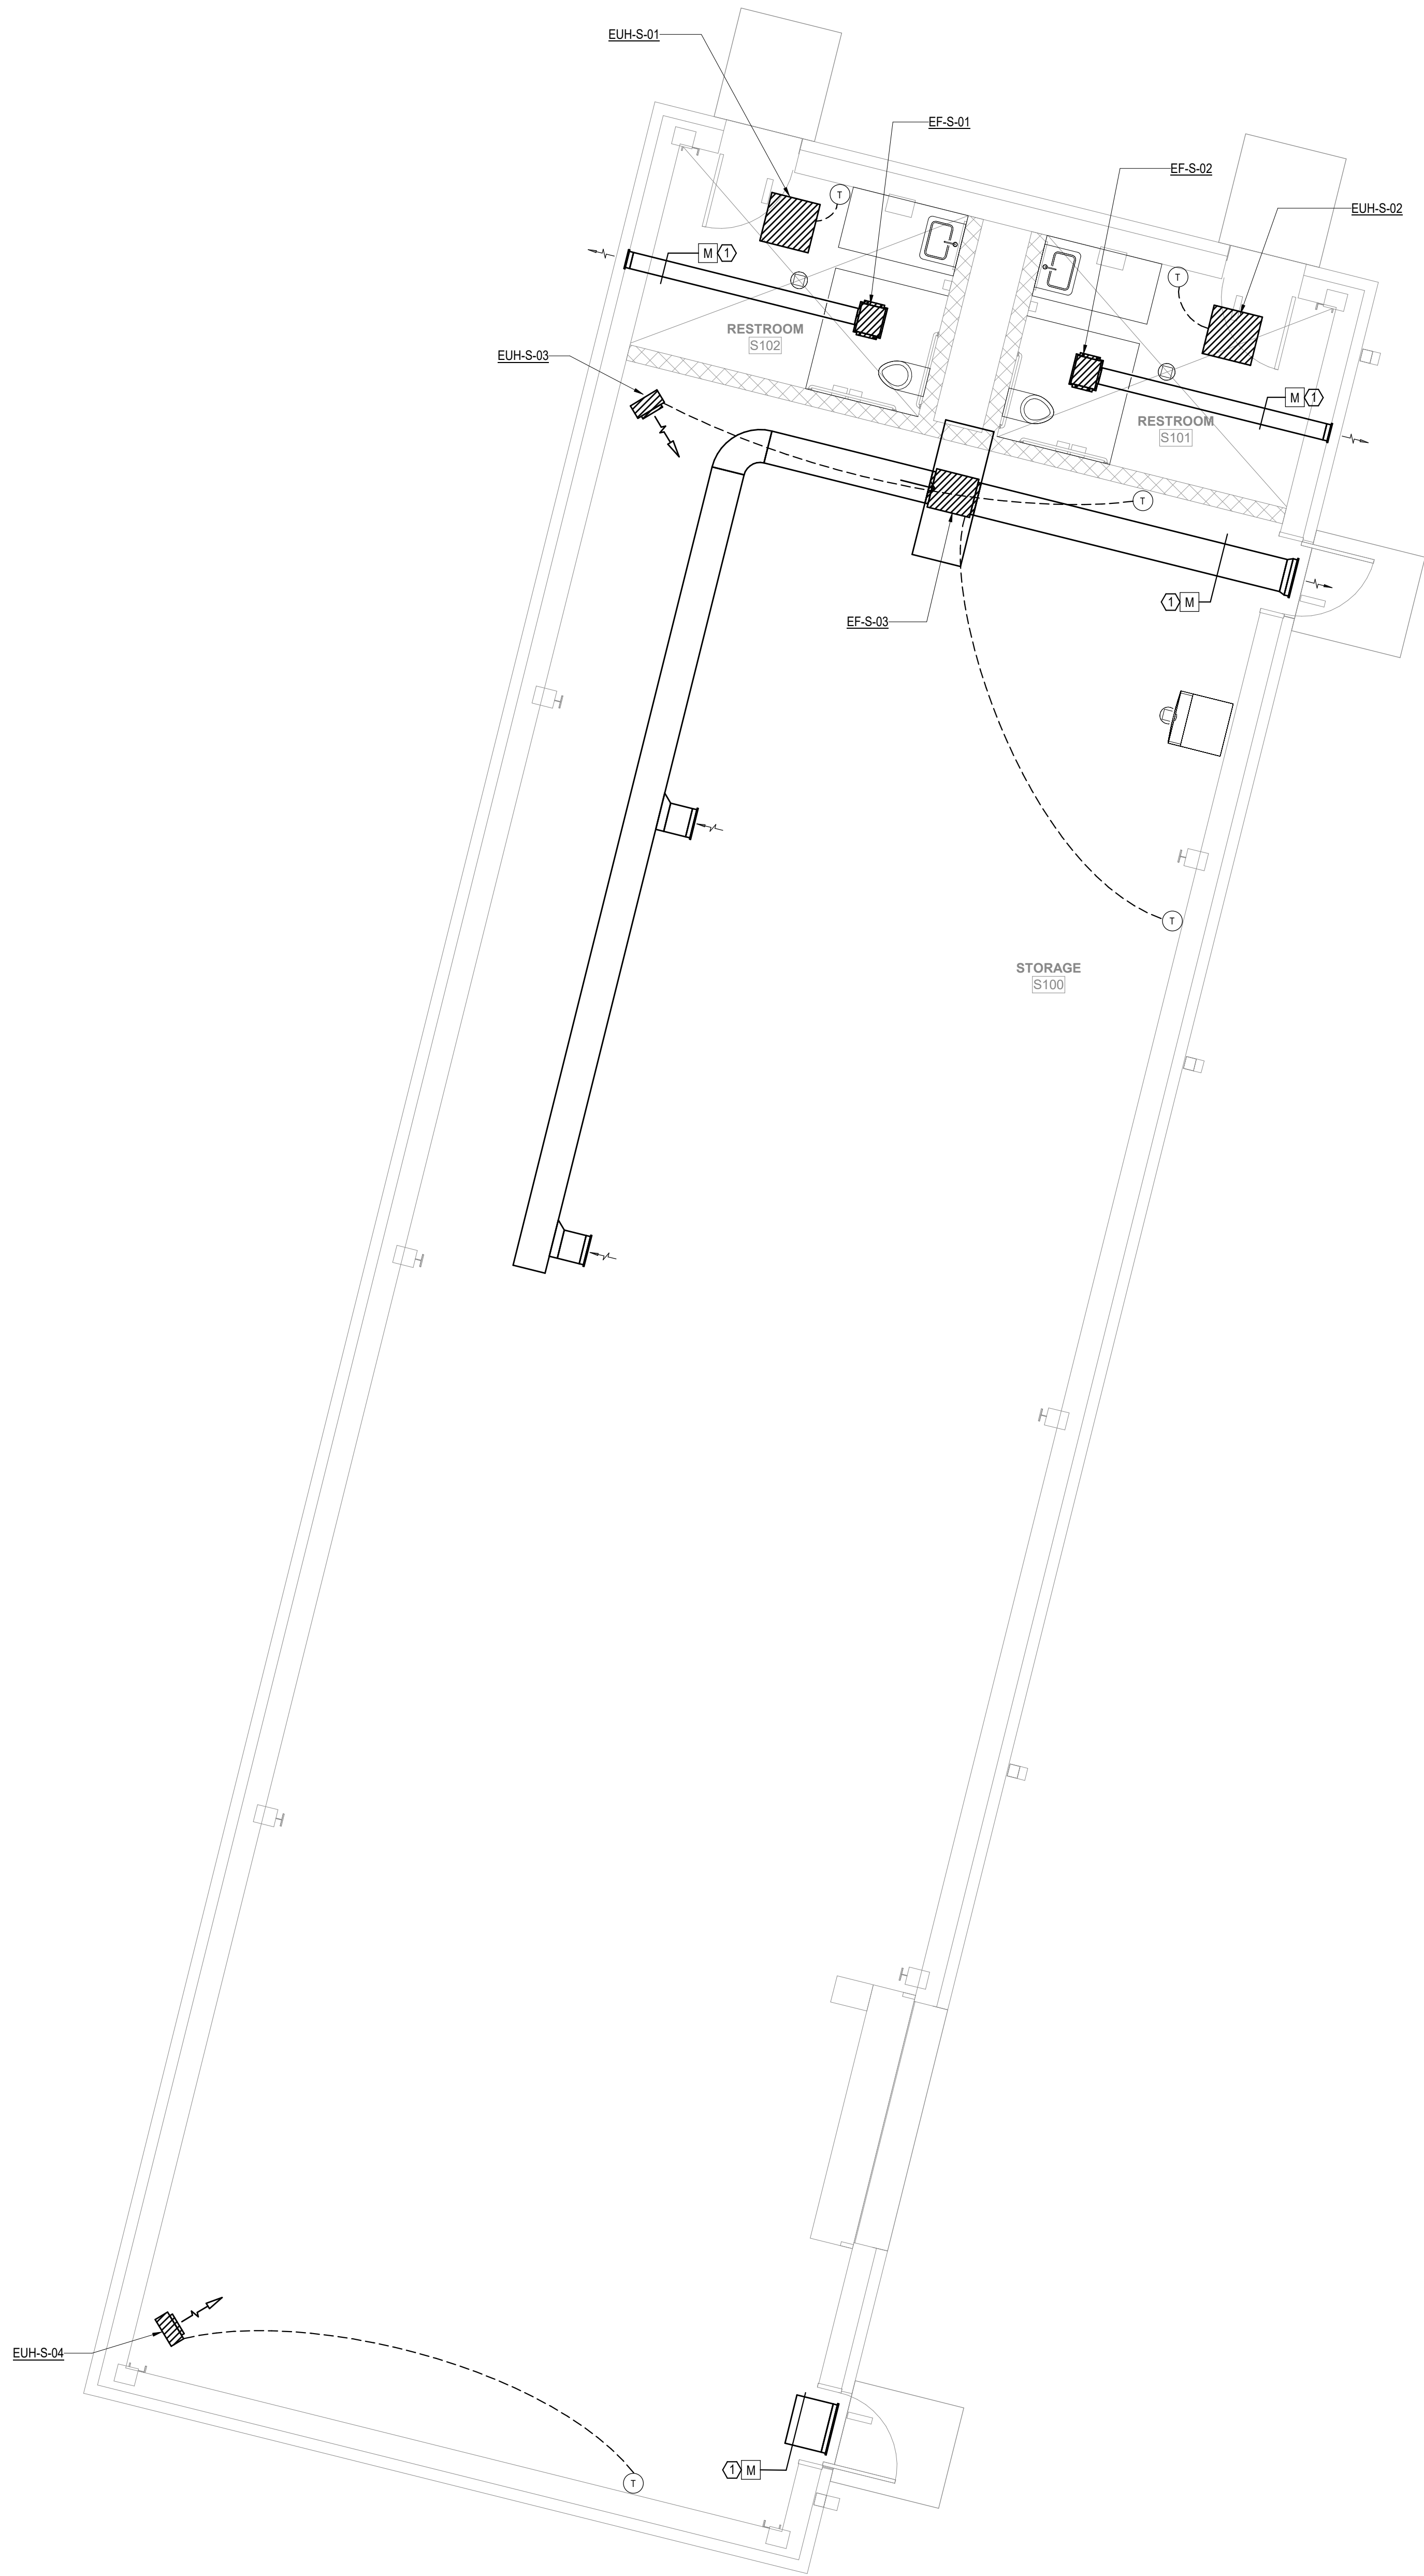 EUH-S-01
EF-S-01
EF-S-02
EUH-S-02
T
M 1
T
M 1
RESTROOM
S102
EUH-S-03
RESTROOM
S101
T
1 M
EF-S-03
T
STORAGE
S100
EUH-S-04
1 M
T